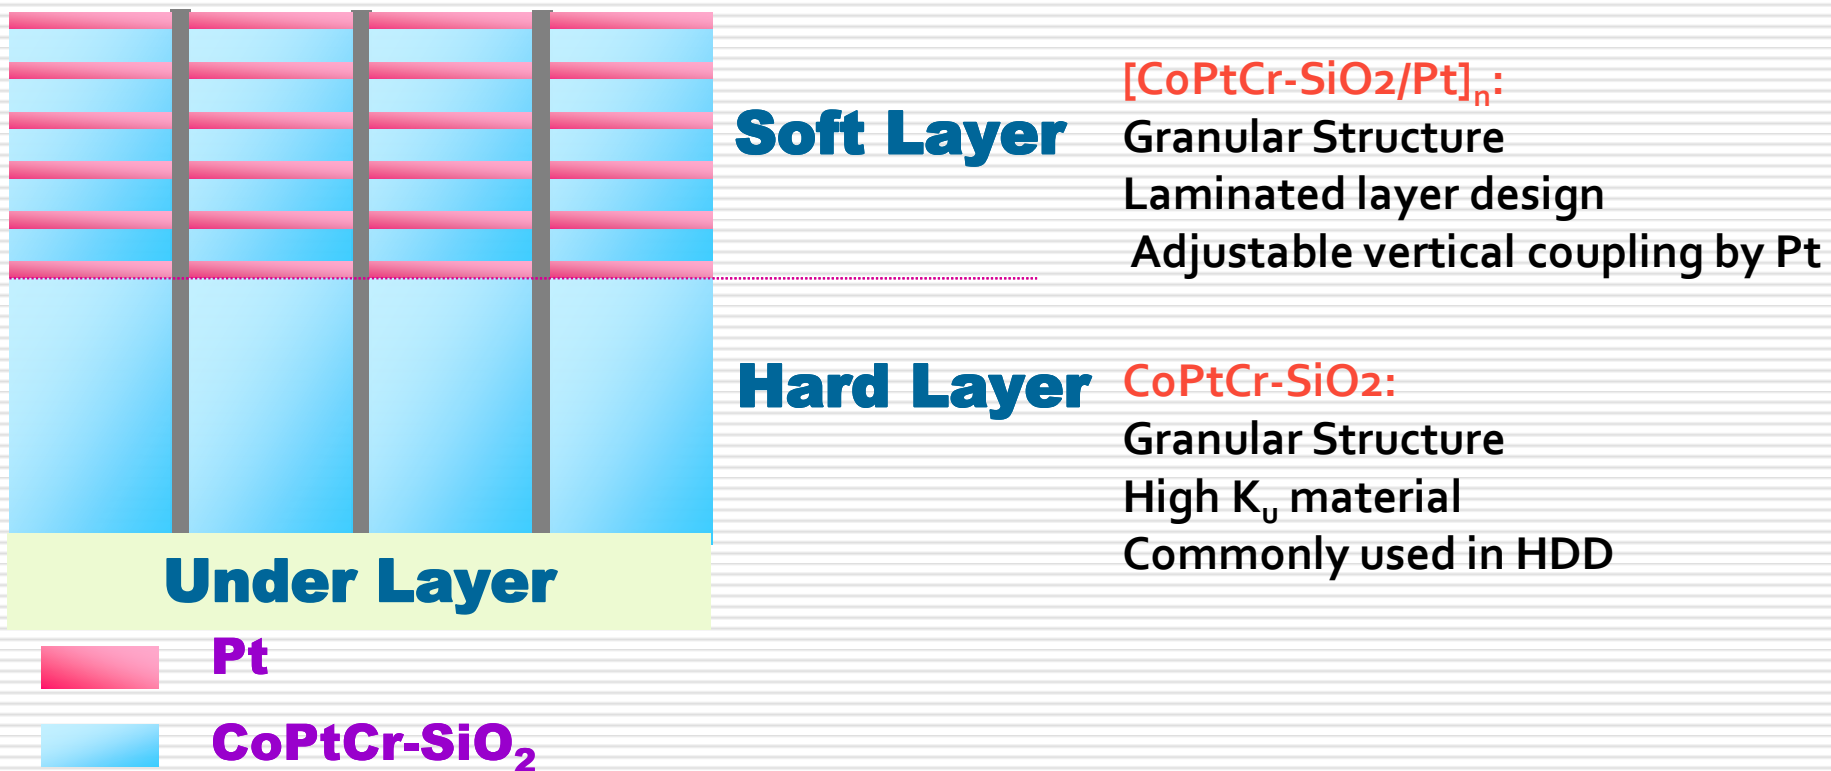 [CoPtCr-SiO2/Pt]n:
Soft Layer
Granular Structure
Laminated layer design
Adjustable vertical coupling by Pt
Hard Layer
CoPtCr-SiO2:
Granular Structure
High Ku material
Commonly used in HDD
Under Layer
Pt
CoPtCr-SiO2